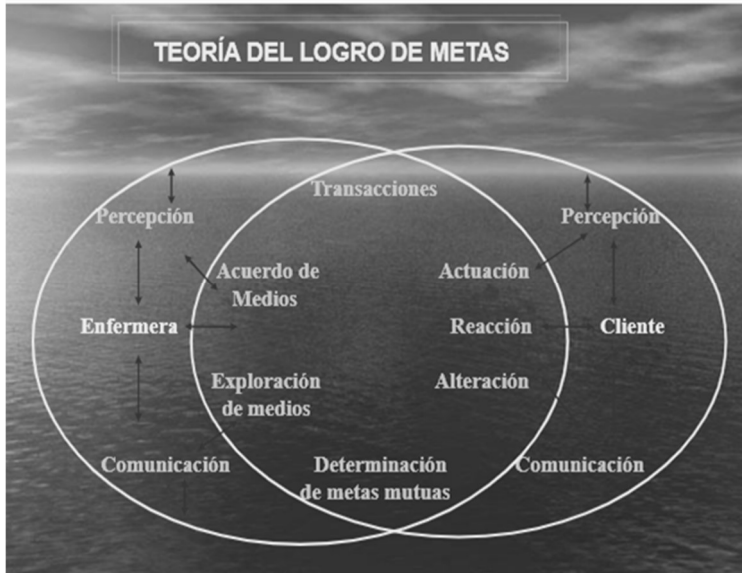 TEORÍA DEL LOGRO DE METAS
Transacciones
Percepción
Percepción
Acuerdo de
Medios
Actuación
Enfermera
Reacción
Cliente
Exploración
de medios
Alteración
Comunicación
Determinación
de metas mutuas
Comunicación